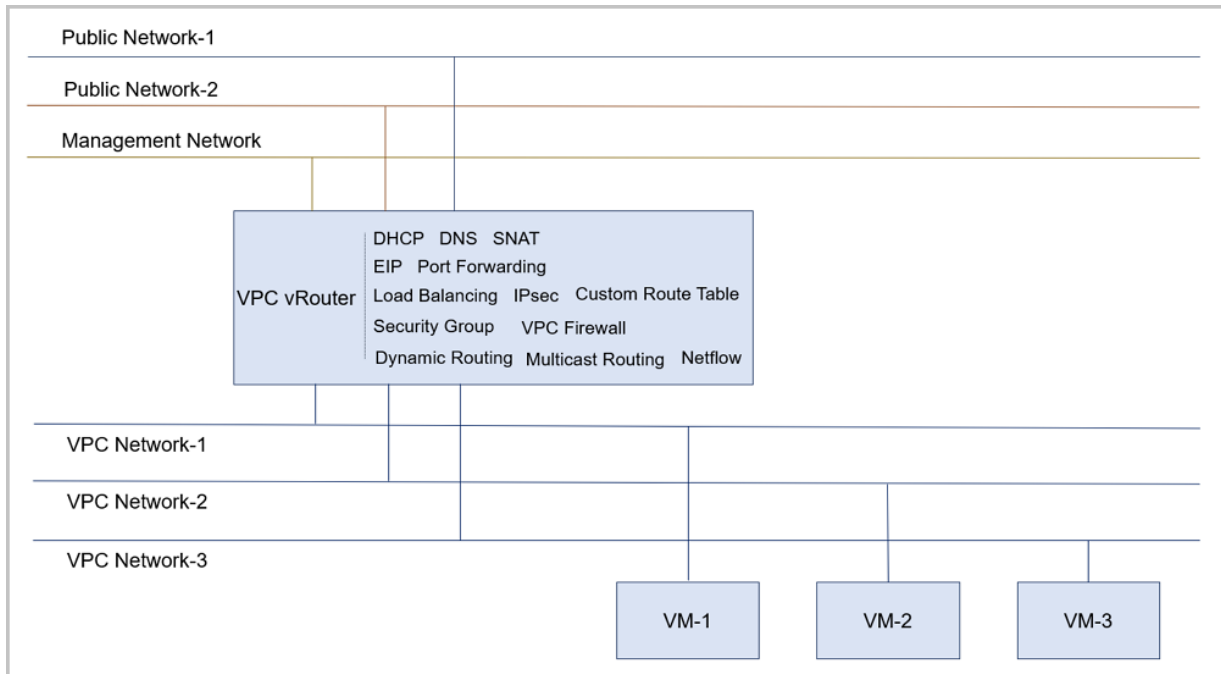 Public Network-1
Public Network-2
Management Network
VPC vRouter
DHCP DNS SNAT
EIP Port Forwarding
Load Balancing IPsec Custom Route Table
Security Group VPC Firewall
Dynamic Routing Multicast Routing Netflow
VPC Network-1
VPC Network-2
VPC Network-3
VM-1 VM-2 VM-3